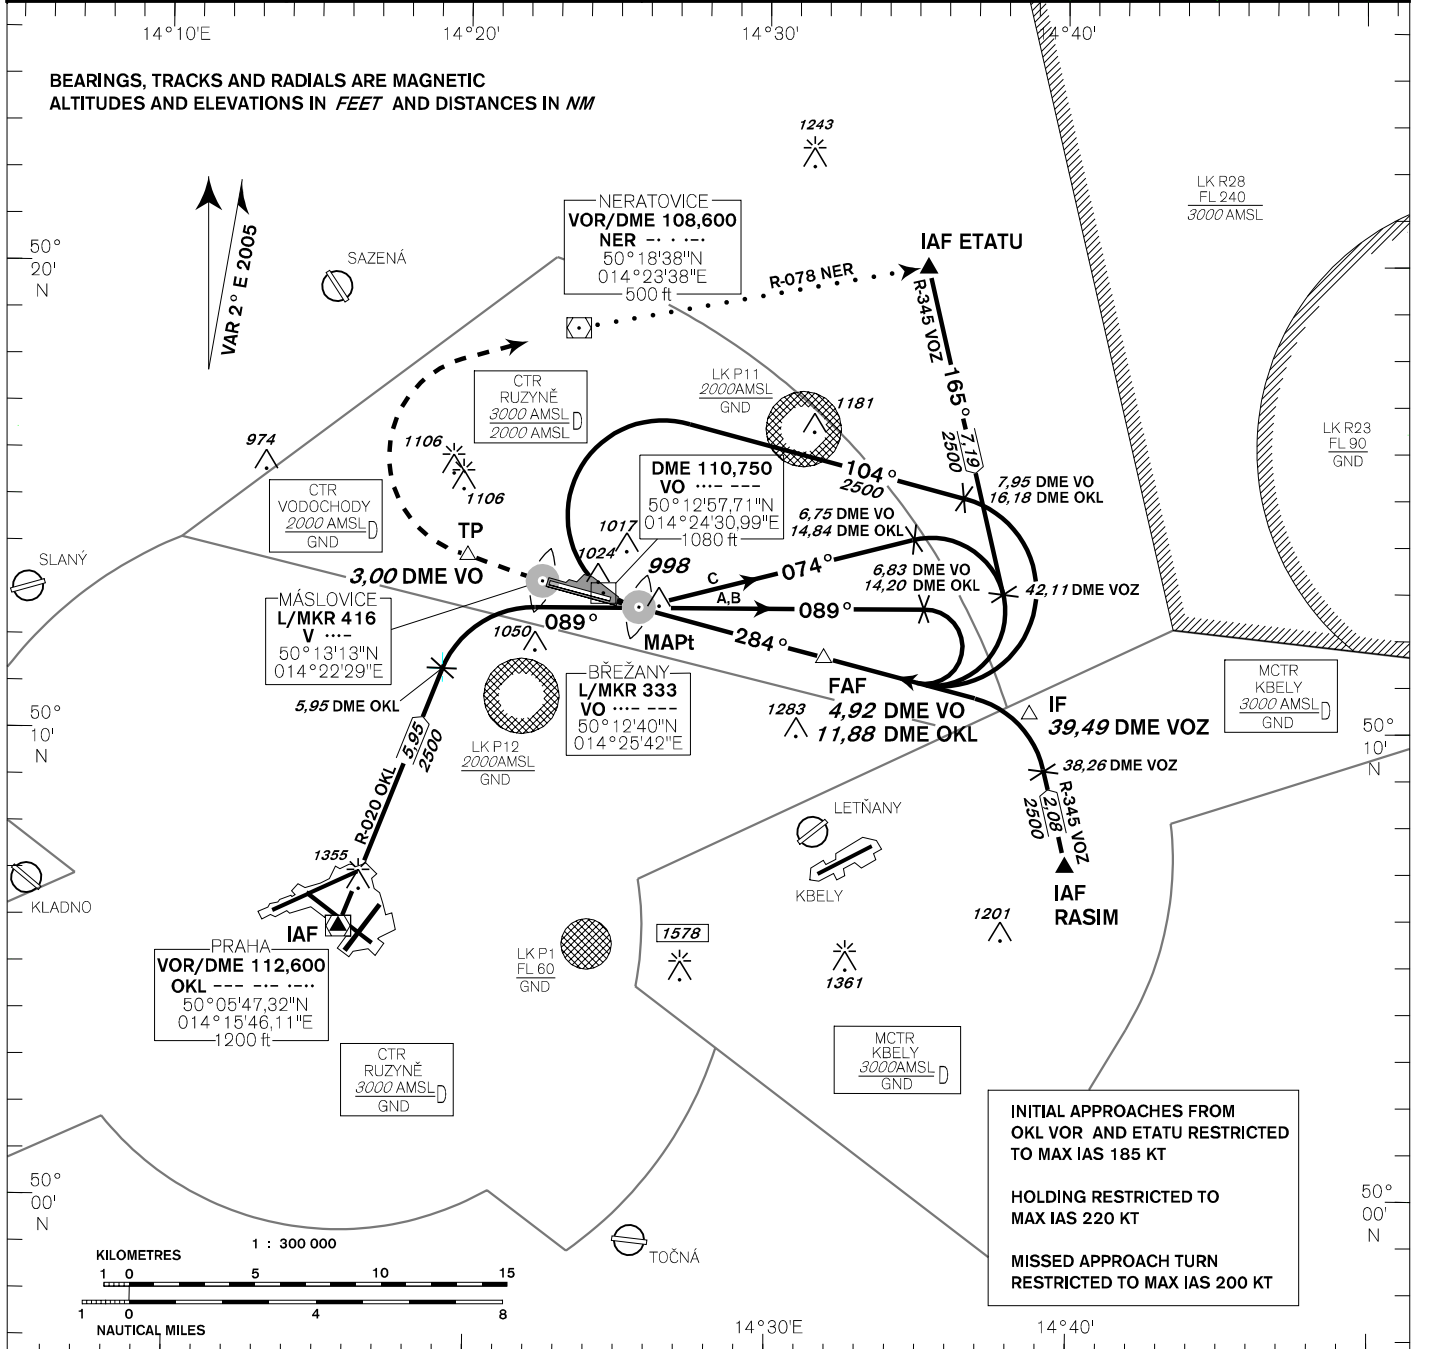 14°10'E
14°20'
14°30'
14°40'
BEARINGS, TRACKS AND RADIALS ARE MAGNETIC
ALTITUDES AND ELEVATIONS IN FEET AND DISTANCES IN NM
1243
LK R28
FL 240
3000 AMSL
NERATOVICE
VOR/DME 108,600
NER –· · ·–·
50°18'38"N
014°23'38"E
500 ft
VAR 2° E 2005
50°
20'
N
SAZENÁ
IAF ETATU
R-078 NER
R-345 VOZ
165°
7,19
2500
LK P11
2000AMSL
GND
1181
CTR
RUZYNĚ
3000 AMSL
2000 AMSL
D
LK R23
FL 90
GND
974
1106
1106
DME 110,750
VO ···– –––
50°12'57,71"N
014°24'30,99"E
1080 ft
104°
2500
7,95 DME VO
16,18 DME OKL
CTR
VODOCHODY
2000 AMSL
GND
D
6,75 DME VO
14,84 DME OKL
TP
1017
1024
998
SLANÝ
3,00 DME VO
C
074°
6,83 DME VO
14,20 DME OKL
42,11 DME VOZ
A,B
089°
MÁSLOVICE
L/MKR 416
V ···–
50°13'13"N
014°22'29"E
089°
1050
MAPt
284°
BŘEŽANY
L/MKR 333
VO ···– –––
50°12'40"N
014°25'42"E
FAF
4,92 DME VO
11,88 DME OKL
1283
IF
39,49 DME VOZ
MCTR
KBELY
3000 AMSL
GND
D
5,95 DME OKL
50°
10'
N
50°
10'
N
LK P12
2000AMSL
GND
5,95
2500
R-020 OKL
38,26 DME VOZ
R-345 VOZ
2,08
2500
LETŇANY
KBELY
IAF
RASIM
1355
KLADNO
IAF
PRAHA
VOR/DME 112,600
OKL ––– –·– ·–··
50°05'47,32"N
014°15'46,11"E
1200 ft
LK P1
FL 60
GND
1578
1361
1201
CTR
RUZYNĚ
3000 AMSL
GND
D
MCTR
KBELY
3000AMSL
GND
D
INITIAL APPROACHES FROM
OKL VOR AND ETATU RESTRICTED
TO MAX IAS 185 KT
HOLDING RESTRICTED TO
MAX IAS 220 KT
MISSED APPROACH TURN
RESTRICTED TO MAX IAS 200 KT
50°
00'
N
50°
00'
N
TOČNÁ
1 : 300 000
KILOMETRES
1 0 5 10 15
1 0 4 8
NAUTICAL MILES
14°30'E
14°40'